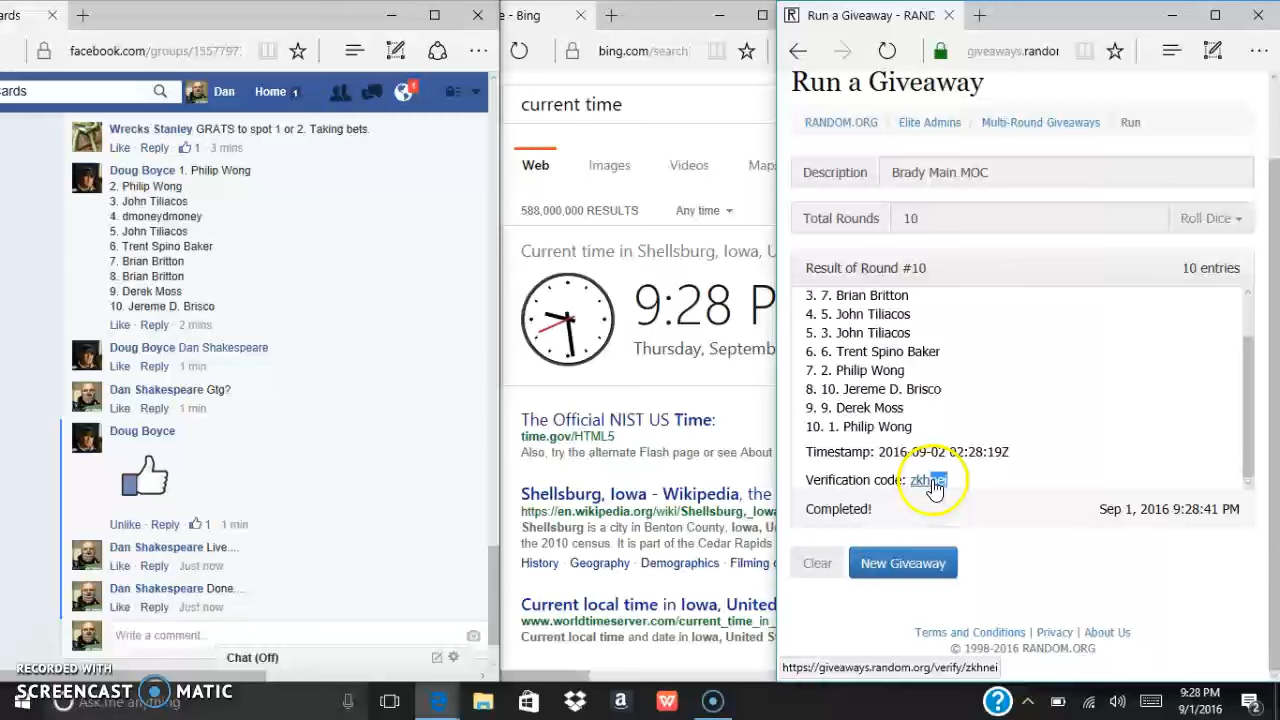 ards
- Bing
Run a Giveaway - RAND
facebook.com/groups/15577971
bing.com/search
giveaways.randor
ards
Dan
Home 1
1
Wrecks Stanley GRATS to spot 1 or 2. Taking bets.
Like · Reply · 1 · 3 mins
Doug Boyce 1. Philip Wong
2. Philip Wong
3. John Tiliacos
4. dmoneydmoney
5. John Tiliacos
6. Trent Spino Baker
7. Brian Britton
8. Brian Britton
9. Derek Moss
10. Jereme D. Brisco
Like · Reply · 2 mins
Doug Boyce Dan Shakespeare
Like · Reply · 1 min
Dan Shakespeare Gtg?
Like · Reply · 1 min
Doug Boyce
Unlike · Reply · 1 · 1 min
Dan Shakespeare Live....
Like · Reply · Just now
Dan Shakespeare Done....
Like · Reply · Just now
Write a comment...
Chat (Off)
current time
Web
Images
Videos
Maps
588,000,000 RESULTS
Any time
Current time in Shellsburg, Iowa, U
9:28 P
Thursday, Septemb
The Official NIST US Time:
time.gov/HTML5
Also, try the alternate Flash page or see About
Shellsburg, Iowa - Wikipedia, the
https://en.wikipedia.org/wiki/Shellsburg,_Iowa
Shellsburg is a city in Benton County, Iowa, U
the 2010 census. It is part of the Cedar Rapids
History · Geography · Demographics · Filming
Current local time in Iowa, United
www.worldtimeserver.com/current_time_in_
Current local time and date in Iowa, United S
Run a Giveaway
RANDOM.ORG
Elite Admins
Multi-Round Giveaways
Run
Description
Brady Main MOC
Total Rounds
10
Roll Dice
Result of Round #10
10 entries
3. 7. Brian Britton
4. 5. John Tiliacos
5. 3. John Tiliacos
6. 6. Trent Spino Baker
7. 2. Philip Wong
8. 10. Jereme D. Brisco
9. 9. Derek Moss
10. 1. Philip Wong
Timestamp: 2016-09-02 02:28:19Z
Verification code: zkhnei
Completed!
Sep 1, 2016 9:28:41 PM
Clear
New Giveaway
Terms and Conditions | Privacy | About Us
© 1998-2016 RANDOM.ORG
https://giveaways.random.org/verify/zkhnei
RECORDED WITH
SCREENCAST MATIC
Ask me anything
9:28 PM
9/1/2016
2